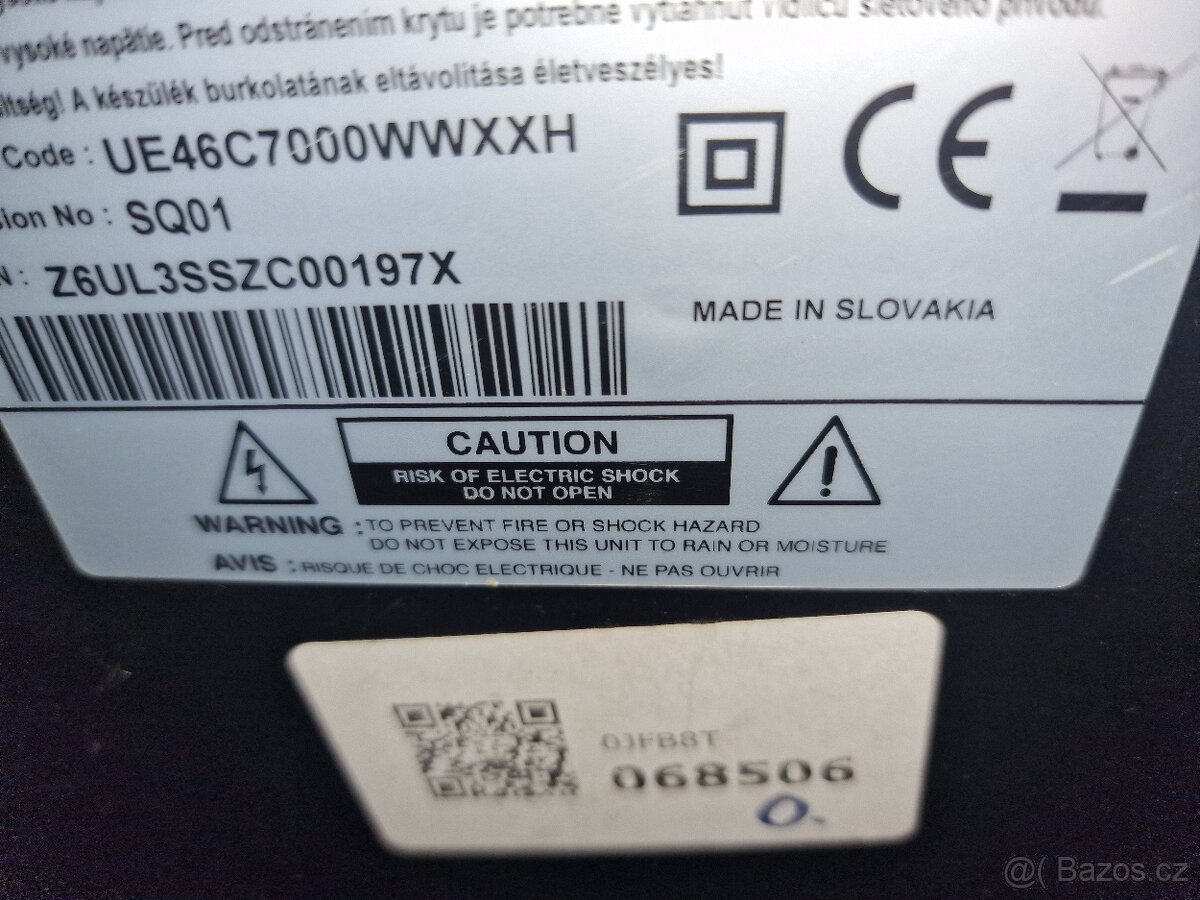 vysoké napätie. Pred odstránením krytu je potrebné vytiahnuť vidlicu sieťového prívodu.
A készülék burkolatának eltávolítása életveszélyes!
Code : UE46C7000WWXXH
sion No : SQ01
N : Z6UL3SSZC00197X
MADE IN SLOVAKIA
CAUTION
RISK OF ELECTRIC SHOCK
DO NOT OPEN
WARNING : TO PREVENT FIRE OR SHOCK HAZARD
DO NOT EXPOSE THIS UNIT TO RAIN OR MOISTURE
AVIS : RISQUE DE CHOC ELECTRIQUE - NE PAS OUVRIR
0JFB8T
068506
O.
@( Bazos.cz